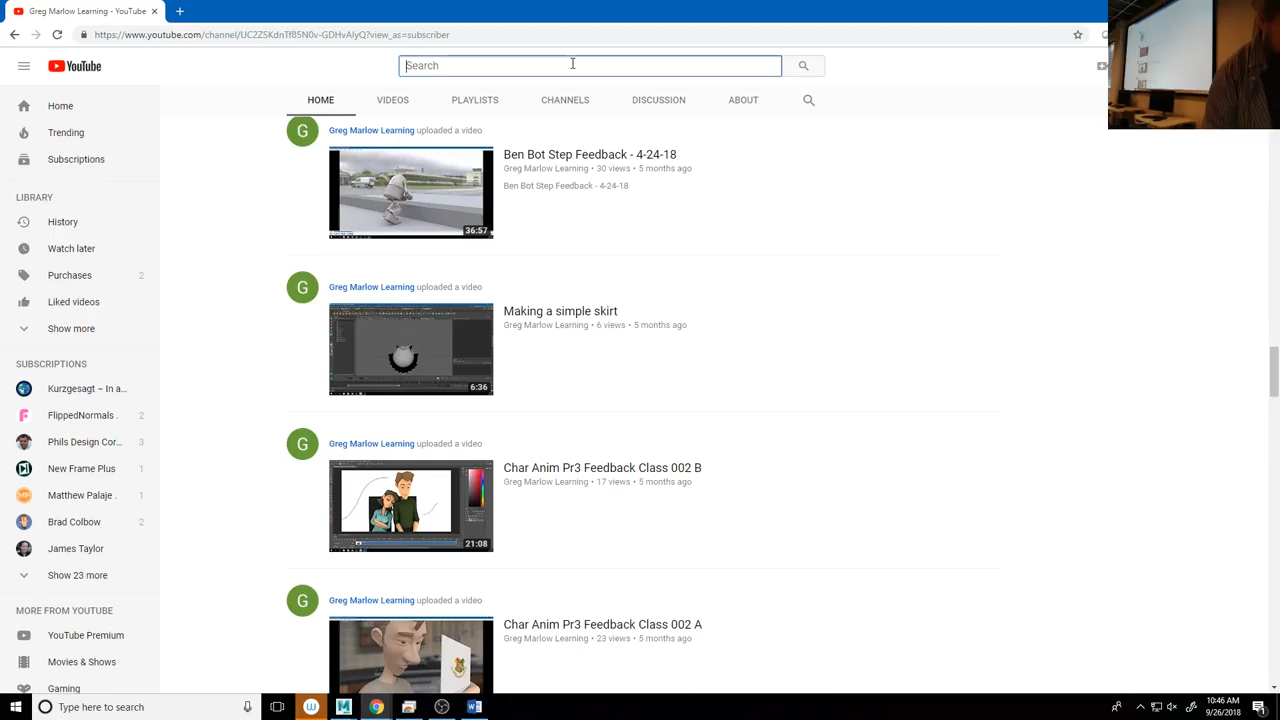 Greg Marlow Learning - YouTube
https://www.youtube.com/channel/UC2ZSKdnTf85N0v-GDHvAlyQ?view_as=subscriber
YouTube
Search
HOME VIDEOS PLAYLISTS CHANNELS DISCUSSION ABOUT
Home
Trending
Subscriptions
LIBRARY
History
Watch later
Purchases 2
Liked videos
Show more
SUBSCRIPTIONS
Kurzgesagt – In a...
FlippedNormals . 2
Phils Design Cor... 3
New Frame Plus 1
MP Matthew Palaje . 1
Brad Colbow 2
James Taylor
Show 23 more
MORE FROM YOUTUBE
YouTube Premium
Movies & Shows
Gaming
G Greg Marlow Learning uploaded a video
36:57
Ben Bot Step Feedback - 4-24-18
Greg Marlow Learning • 30 views • 5 months ago
Ben Bot Step Feedback - 4-24-18
G Greg Marlow Learning uploaded a video
6:36
Making a simple skirt
Greg Marlow Learning • 6 views • 5 months ago
G Greg Marlow Learning uploaded a video
21:08
Char Anim Pr3 Feedback Class 002 B
Greg Marlow Learning • 17 views • 5 months ago
G Greg Marlow Learning uploaded a video
Char Anim Pr3 Feedback Class 002 A
Greg Marlow Learning • 23 views • 5 months ago
Type here to search
10:46 AM
9/26/2018